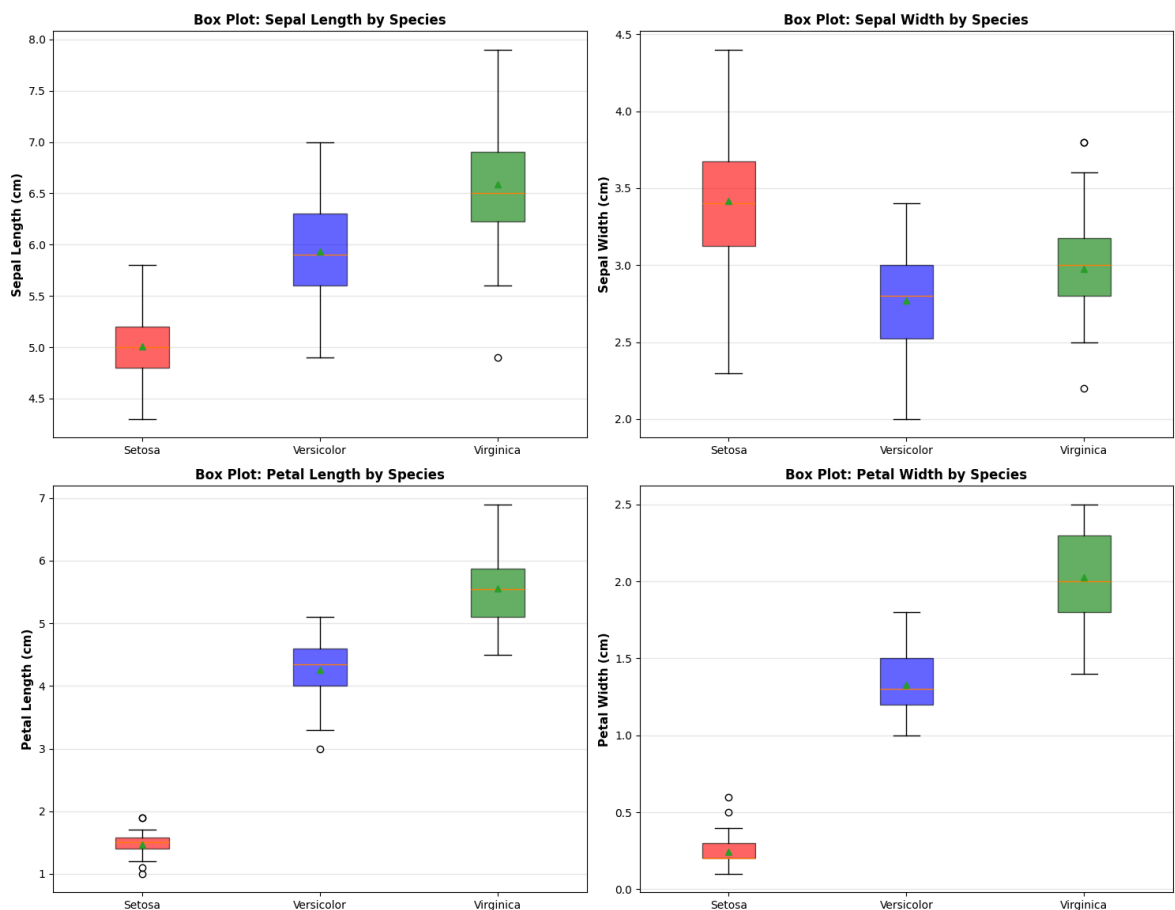 Box Plot: Sepal Length by Species
Sepal Length (cm)
8.0
7.5
7.0
6.5
6.0
5.5
5.0
4.5
Setosa
Versicolor
Virginica
Box Plot: Sepal Width by Species
Sepal Width (cm)
4.5
4.0
3.5
3.0
2.5
2.0
Setosa
Versicolor
Virginica
Box Plot: Petal Length by Species
Petal Length (cm)
7
6
5
4
3
2
1
Setosa
Versicolor
Virginica
Box Plot: Petal Width by Species
Petal Width (cm)
2.5
2.0
1.5
1.0
0.5
0.0
Setosa
Versicolor
Virginica